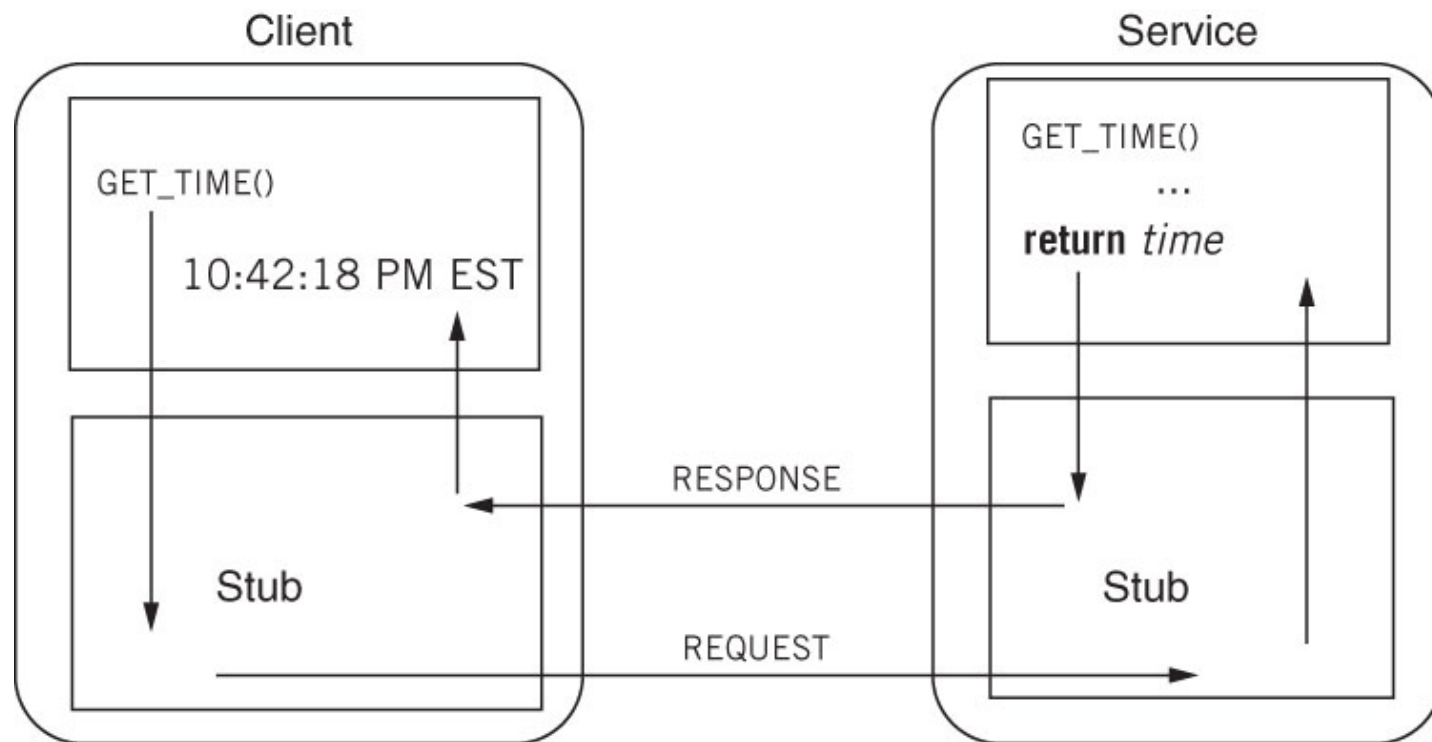 Client
GET_TIME()
10:42:18 PM EST
Stub
RESPONSE
REQUEST
Service
GET_TIME()
...
return time
Stub